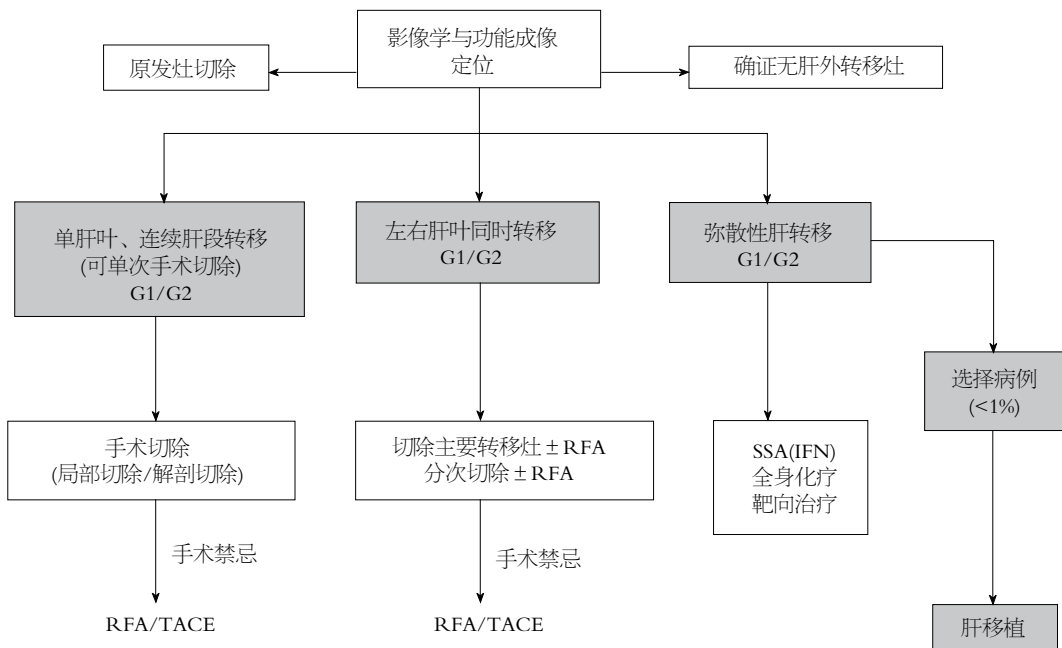 影像学与功能成像
定位
原发灶切除
确证无肝外转移灶
单肝叶、连续肝段转移
(可单次手术切除)
G1/G2
左右肝叶同时转移
G1/G2
弥散性肝转移
G1/G2
选择病例
(<1%)
手术切除
(局部切除/解剖切除)
切除主要转移灶±RFA
分次切除±RFA
SSA(IFN)
全身化疗
靶向治疗
手术禁忌
手术禁忌
RFA/TACE
RFA/TACE
肝移植